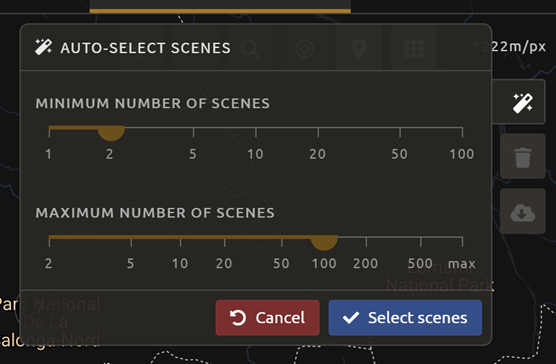 AUTO-SELECT SCENES
1222m/px
MINIMUM NUMBER OF SCENES
1 2 5 10 20 50 100
MAXIMUM NUMBER OF SCENES
2 5 10 20 50 100 200 500 max
National Park
National
De La
Salonga-Nord
Cancel
Select scenes